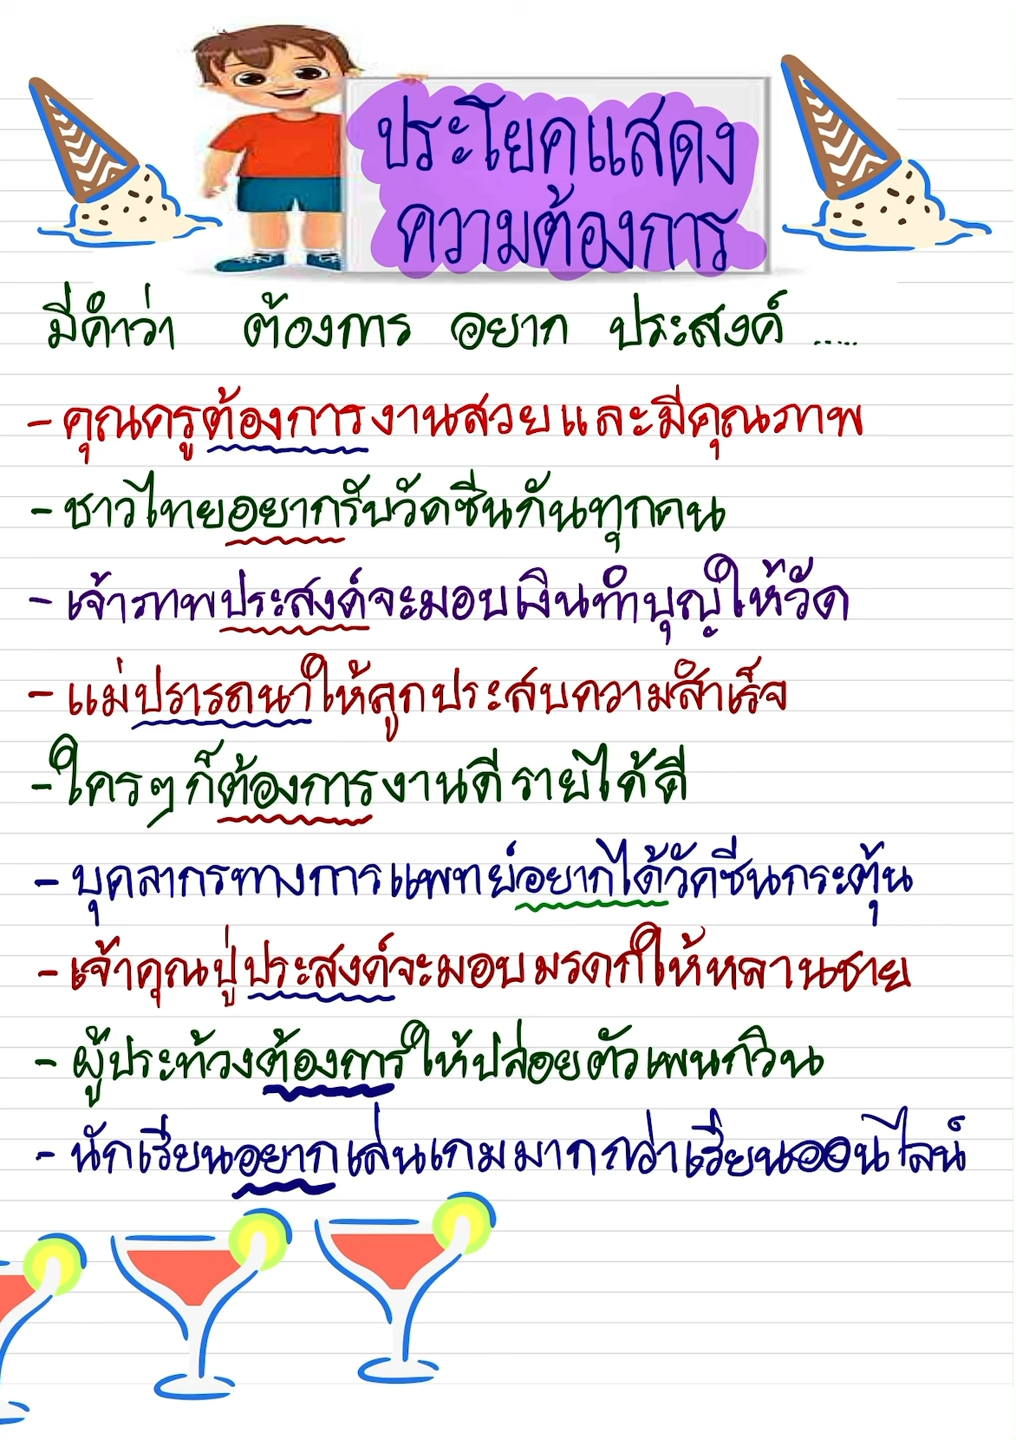 ประโยคแสดง
ความต้องการ
มีคำว่า ต้องการ อยาก ประสงค์ .....
- คุณครูต้องการงานสวยและมีคุณภาพ
- ชาวไทยอยากรับวัคซีนกันทุกคน
- เจ้าภาพประสงค์จะมอบเงินทำบุญให้วัด
- แม่ปรารถนาให้ลูกประสบความสำเร็จ
- ใครๆก็ต้องการงานดีรายได้ดี
- บุคลากรทางการแพทย์อยากได้วัคซีนกระตุ้น
- เจ้าคุณปู่ประสงค์จะมอบมรดกให้หลานชาย
- ผู้ประท้วงต้องการให้ปล่อยตัวเพนกวิน
- นักเรียนอยากเล่นเกมมากกว่าเรียนออนไลน์